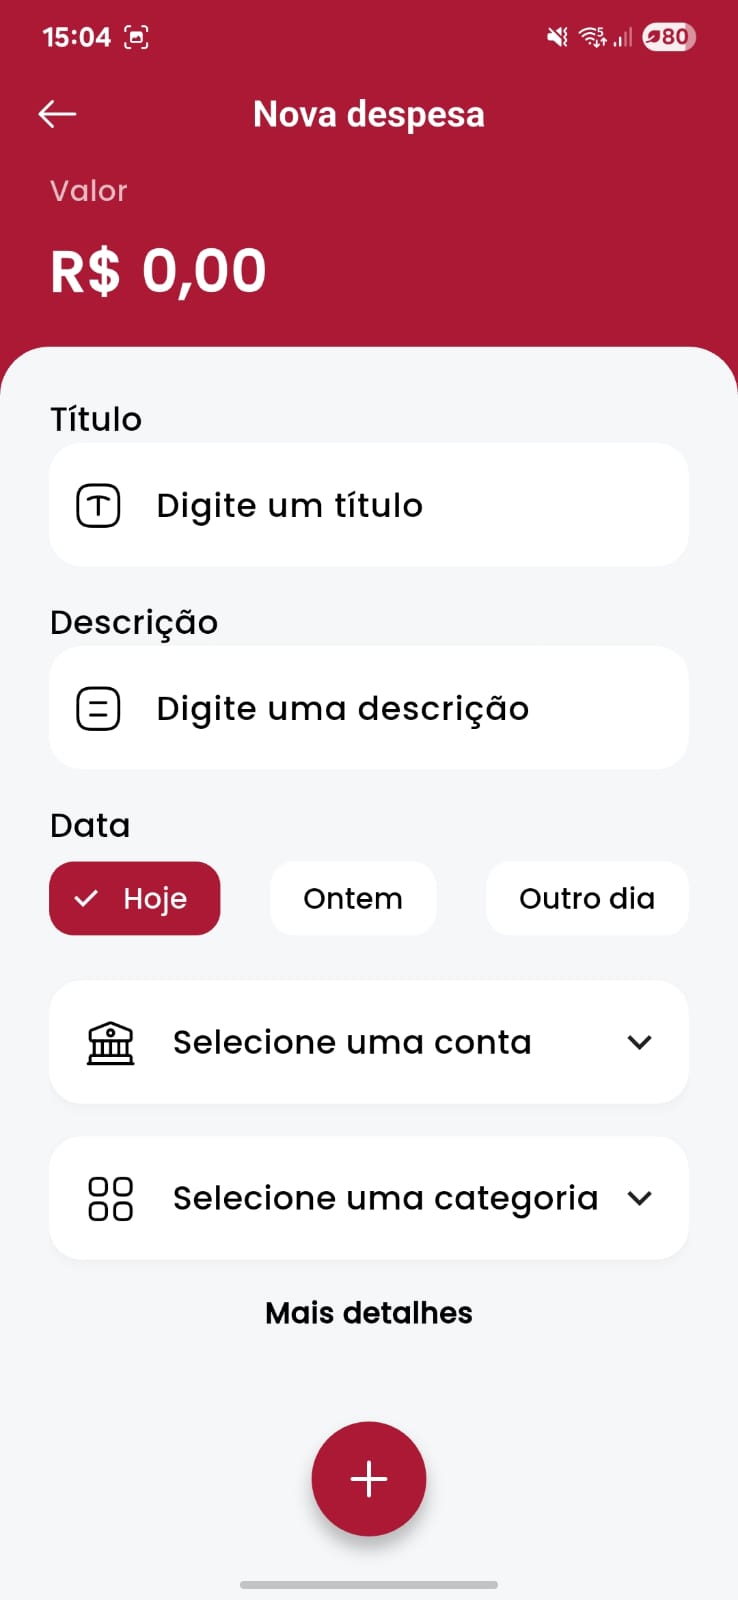 15:04
80
Nova despesa
Valor
R$ 0,00
Título
Digite um título
Descrição
Digite uma descrição
Data
Hoje
Ontem
Outro dia
Selecione uma conta
Selecione uma categoria
Mais detalhes